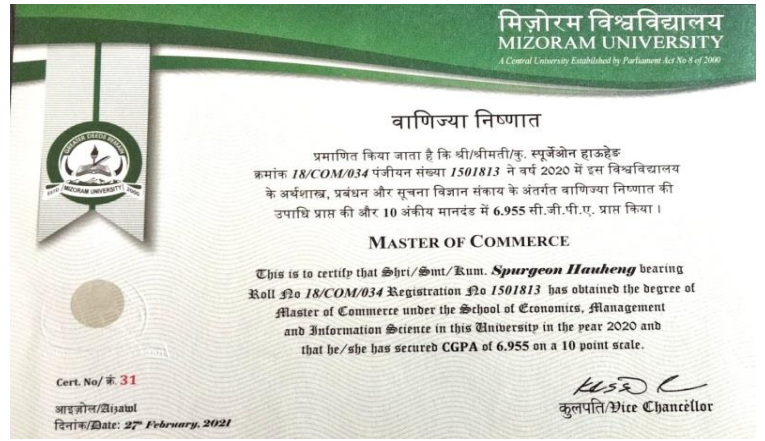 मिज़ोरम विश्वविद्यालय
MIZORAM UNIVERSITY
A Central University Established by Parliament Act No 8 of 2000
GREATER DEEDS REMAIN
ESTD MIZORAM UNIVERSITY 2000
वाणिज्या निष्णात
प्रमाणित किया जाता है कि श्री/श्रीमती/कु. स्पूर्जेओन हाऊहेङ
क्रमांक 18/COM/034 पंजीयन संख्या 1501813 ने वर्ष 2020 में इस विश्वविद्यालय
के अर्थशास्त्र, प्रबंधन और सूचना विज्ञान संकाय के अंतर्गत वाणिज्या निष्णात की
उपाधि प्राप्त की और 10 अंकीय मानदंड में 6.955 सी.जी.पी.ए. प्राप्त किया ।
MASTER OF COMMERCE
This is to certify that Shri/Smt/Kum. Spurgeon Hauheng bearing
Roll No 18/COM/034 Registration No 1501813 has obtained the degree of
Master of Commerce under the School of Economics, Management
and Information Science in this University in the year 2020 and
that he/she has secured CGPA of 6.955 on a 10 point scale.
Cert. No/ क्रं. 31
आइज़ोल/Aizawl
दिनांक/Date: 27th February, 2021
कुलपति/Vice Chancellor